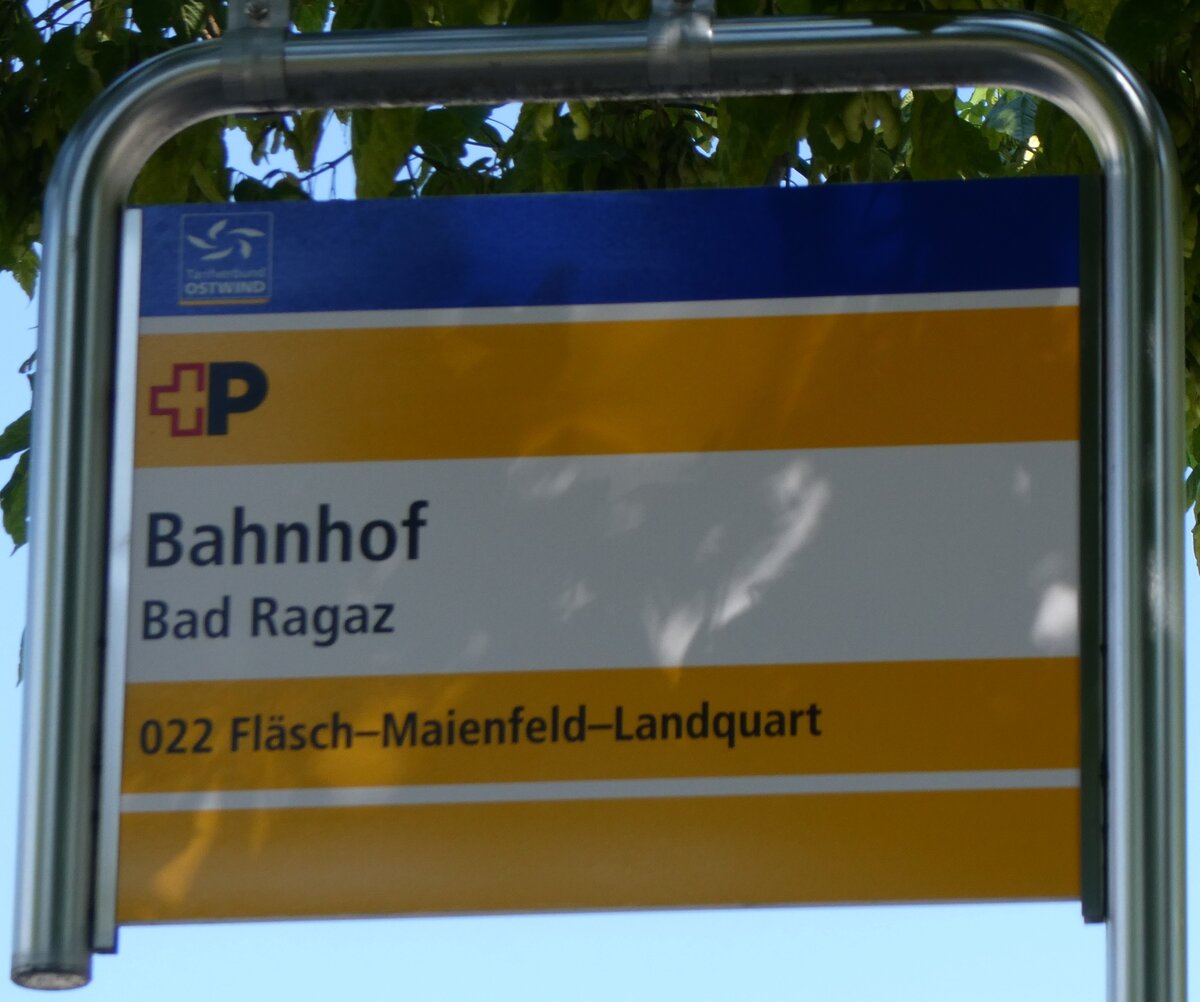 Tarifverbund
OSTWIND
P
Bahnhof
Bad Ragaz
022 Fläsch–Maienfeld–Landquart